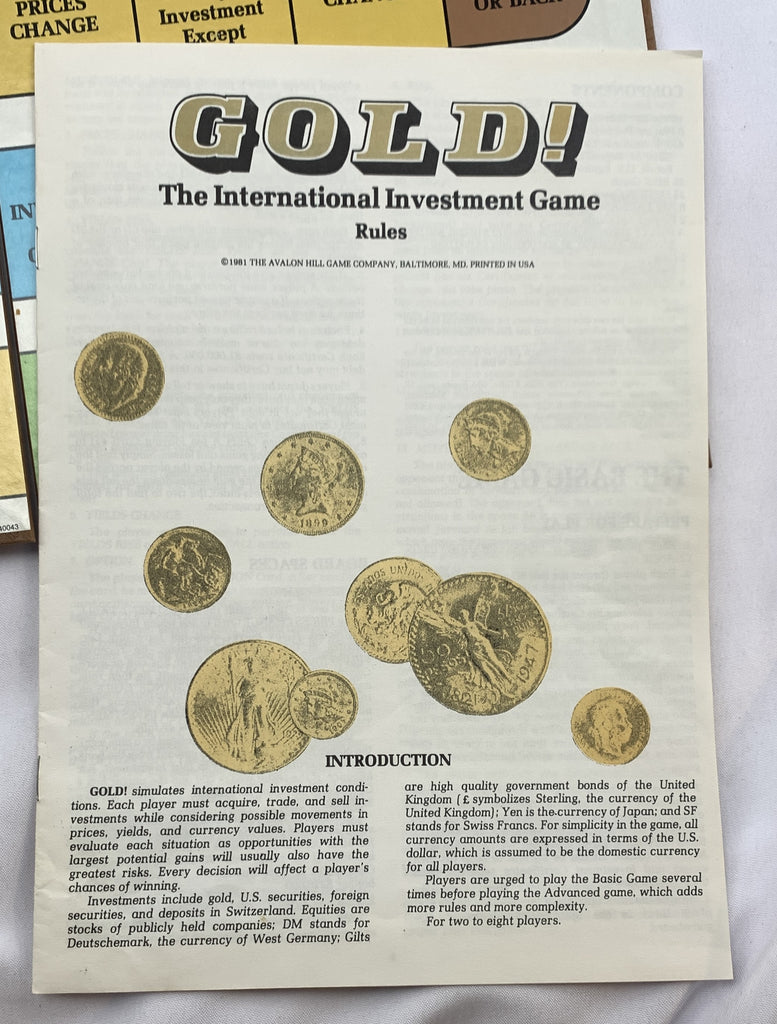 PRICES
CHANGE
Investment
Except
OR BACK
GOLD!
The International Investment Game
Rules
©1981 THE AVALON HILL GAME COMPANY, BALTIMORE, MD. PRINTED IN USA
1899
1947
INTRODUCTION
GOLD! simulates international investment condi-
tions. Each player must acquire, trade, and sell in-
vestments while considering possible movements in
prices, yields, and currency values. Players must
evaluate each situation as opportunities with the
largest potential gains will usually also have the
greatest risks. Every decision will affect a player's
chances of winning.
Investments include gold, U.S. securities, foreign
securities, and deposits in Switzerland. Equities are
stocks of publicly held companies; DM stands for
Deutschemark, the currency of West Germany; Gilts
are high quality government bonds of the United
Kingdom (£ symbolizes Sterling, the currency of the
United Kingdom); Yen is the currency of Japan; and SF
stands for Swiss Francs. For simplicity in the game, all
currency amounts are expressed in terms of the U.S.
dollar, which is assumed to be the domestic currency
for all players.
Players are urged to play the Basic Game several
times before playing the Advanced game, which adds
more rules and more complexity.
For two to eight players.